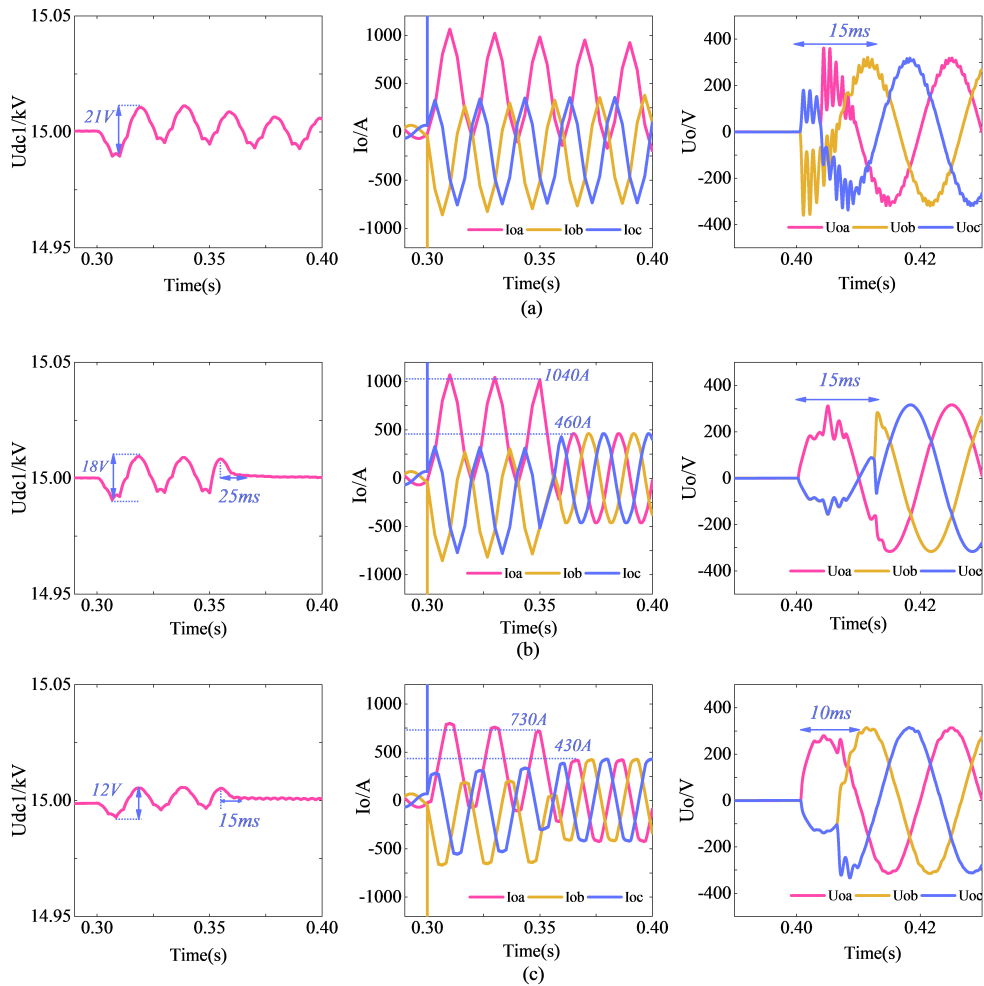 15.05
15.00
14.95
Udc1/kV
21V
0.30 0.35 0.40
Time(s)
1000
500
0
-500
-1000
Io/A
Ioa Iob Ioc
0.30 0.35 0.40
Time(s)
400
200
0
-200
-400
Uo/V
15ms
Uoa Uob Uoc
0.40 0.42
Time(s)
(a)
15.05
15.00
14.95
Udc1/kV
18V
25ms
0.30 0.35 0.40
Time(s)
1000
500
0
-500
-1000
Io/A
1040A
460A
Ioa Iob Ioc
0.30 0.35 0.40
Time(s)
400
200
0
-200
-400
Uo/V
15ms
Uoa Uob Uoc
0.40 0.42
Time(s)
(b)
15.05
15.00
14.95
Udc1/kV
12V
15ms
0.30 0.35 0.40
Time(s)
1000
500
0
-500
-1000
Io/A
730A
430A
Ioa Iob Ioc
0.30 0.35 0.40
Time(s)
400
200
0
-200
-400
Uo/V
10ms
Uoa Uob Uoc
0.40 0.42
Time(s)
(c)